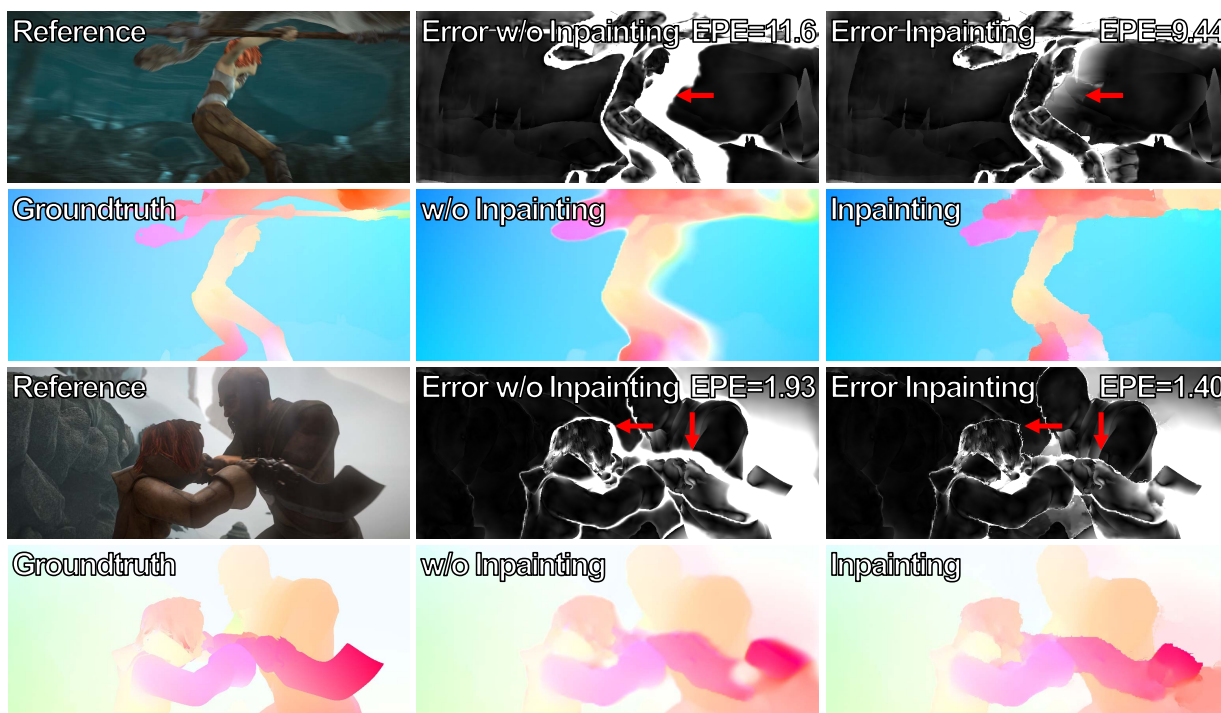 Reference
Error w/o Inpainting EPE=11.6
Error Inpainting EPE=9.44
Groundtruth
w/o Inpainting
Inpainting
Reference
Error w/o Inpainting EPE=1.93
Error Inpainting EPE=1.40
Groundtruth
w/o Inpainting
Inpainting